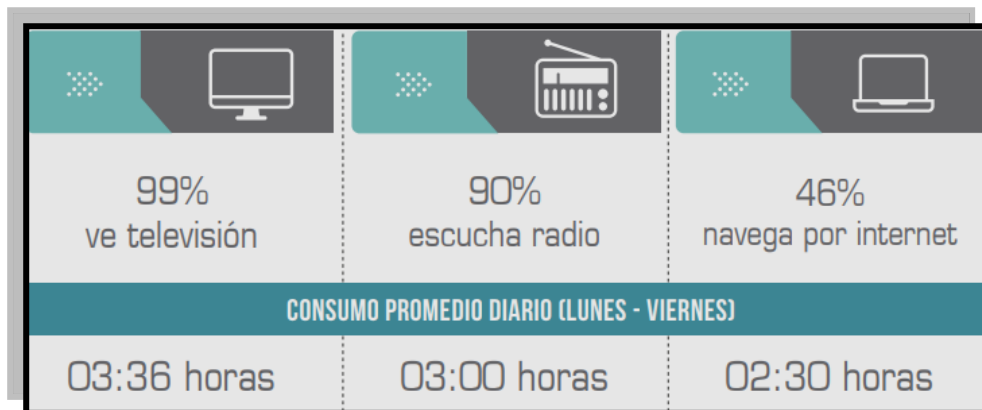 99%
ve televisión
90%
escucha radio
46%
navega por internet
CONSUMO PROMEDIO DIARIO (LUNES - VIERNES)
03:36 horas
03:00 horas
02:30 horas